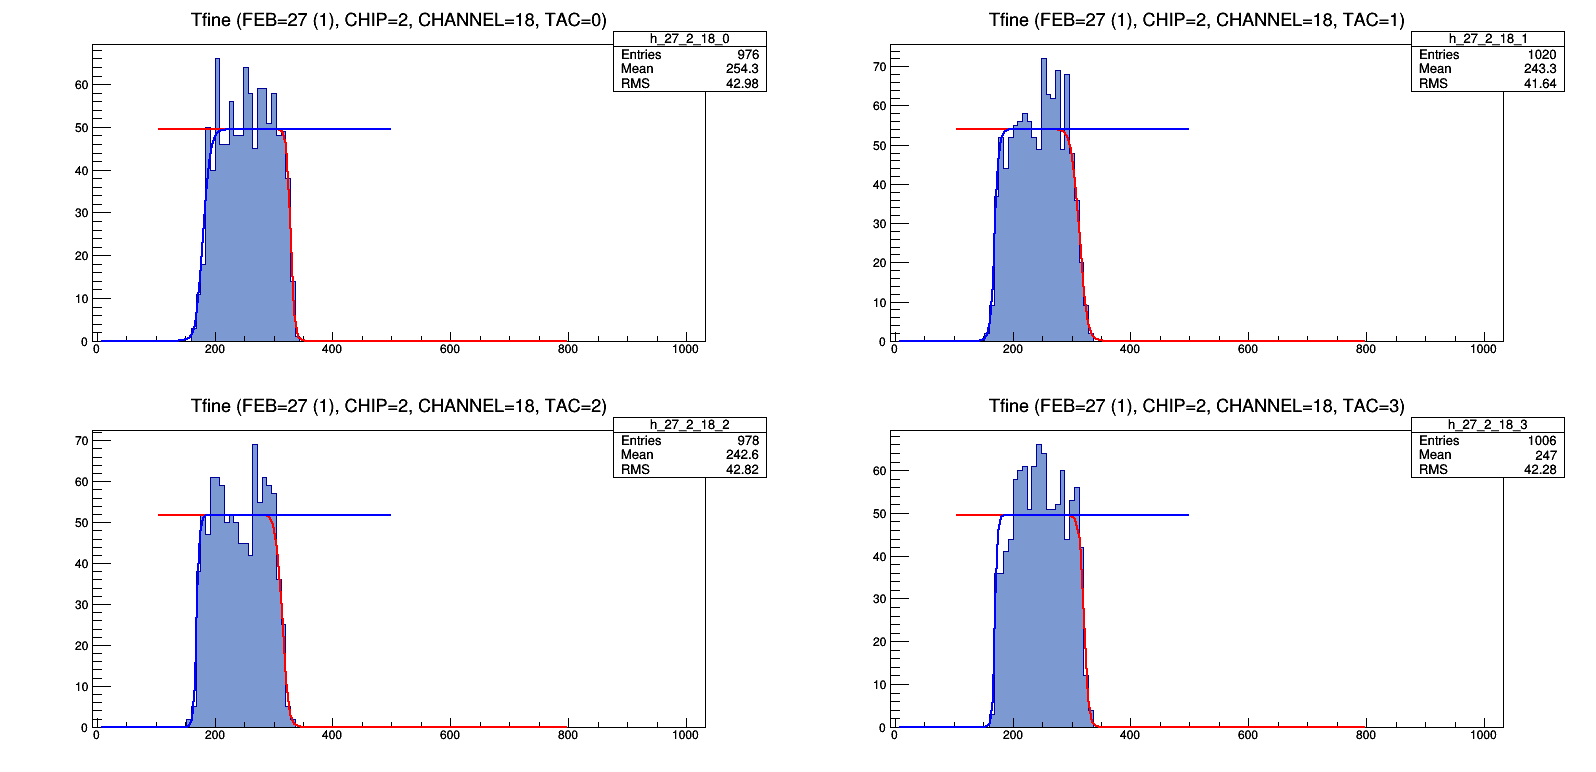 Tfine (FEB=27 (1), CHIP=2, CHANNEL=18, TAC=0)
h_27_2_18_0
Entries 976
Mean 254.3
RMS 42.98
60
50
40
30
20
10
0
0 200 400 600 800 1000
Tfine (FEB=27 (1), CHIP=2, CHANNEL=18, TAC=1)
h_27_2_18_1
Entries 1020
Mean 243.3
RMS 41.64
70
60
50
40
30
20
10
0
0 200 400 600 800 1000
Tfine (FEB=27 (1), CHIP=2, CHANNEL=18, TAC=2)
h_27_2_18_2
Entries 978
Mean 242.6
RMS 42.82
70
60
50
40
30
20
10
0
0 200 400 600 800 1000
Tfine (FEB=27 (1), CHIP=2, CHANNEL=18, TAC=3)
h_27_2_18_3
Entries 1006
Mean 247
RMS 42.28
60
50
40
30
20
10
0
0 200 400 600 800 1000